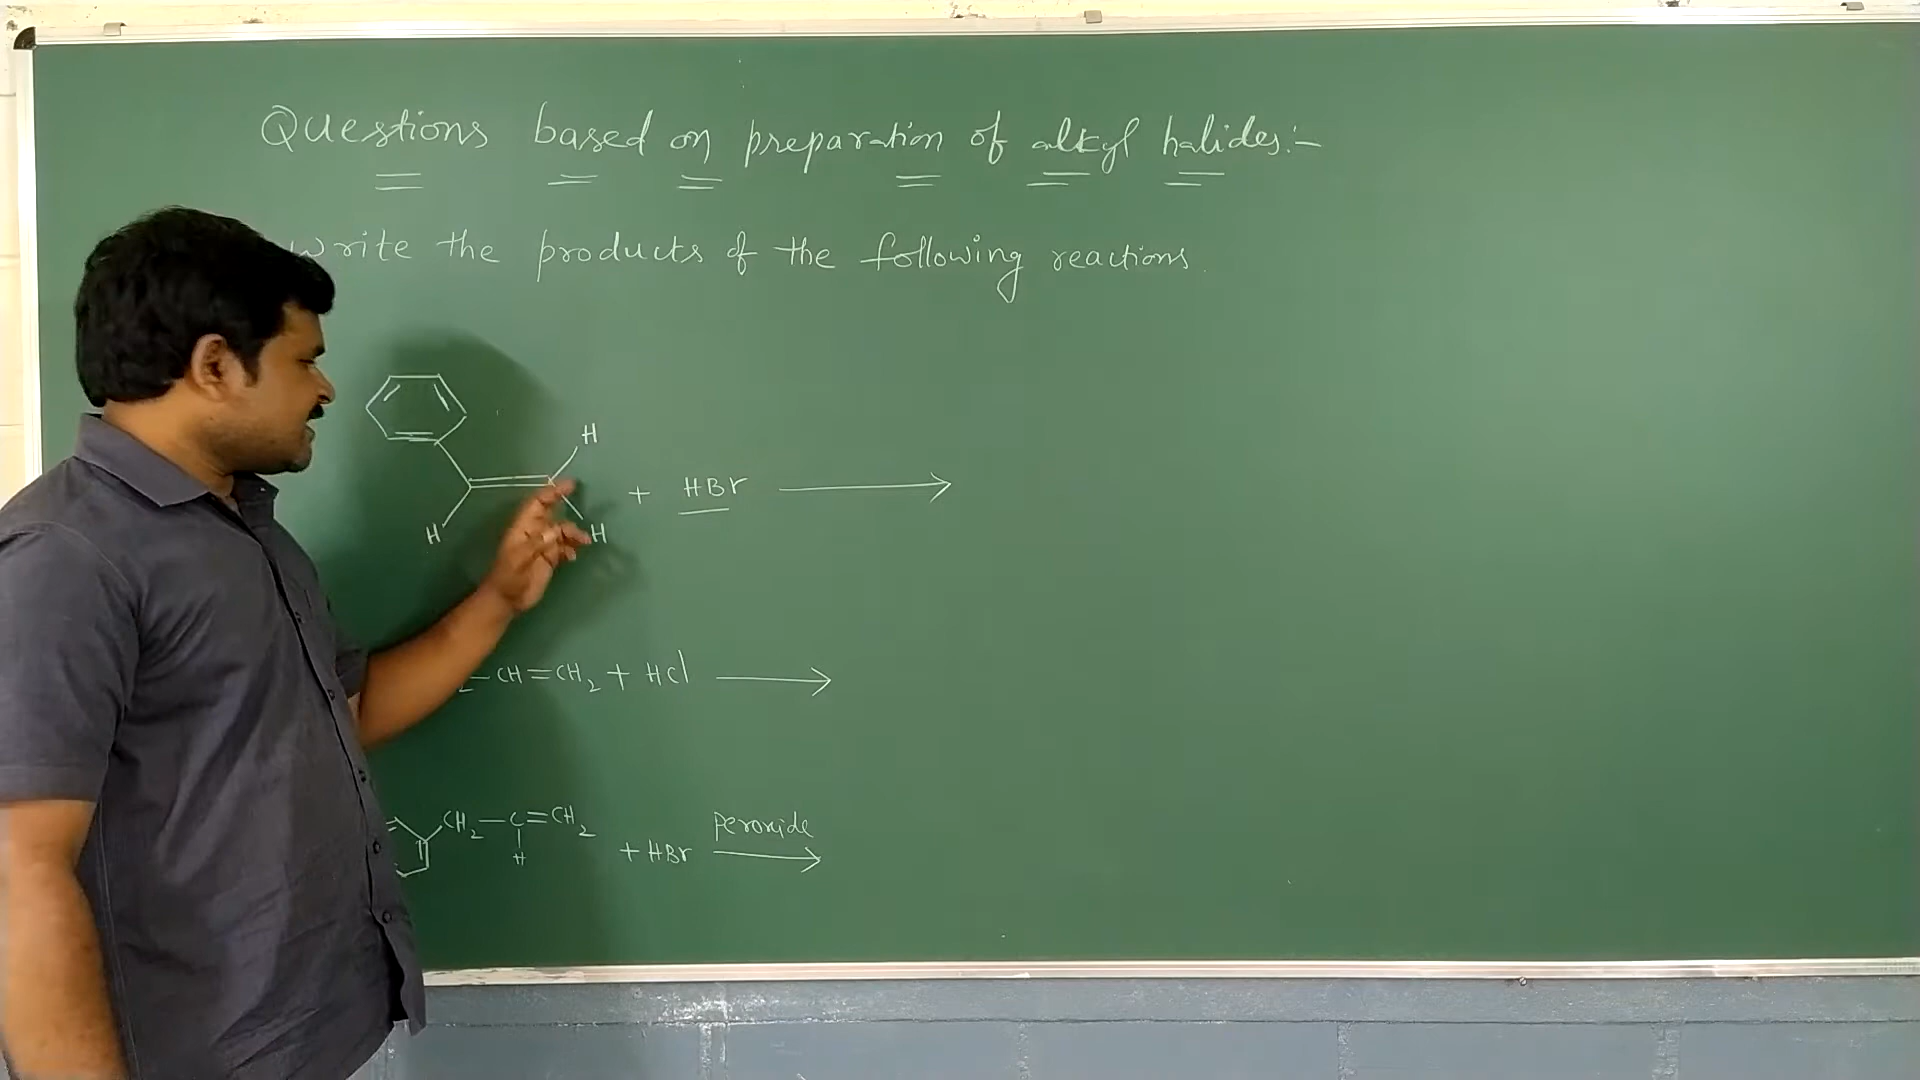 Questions based on preparation of alkyl halides:-
write the products of the following reactions.
H
H
H
+ HBr
-CH=CH2 + HCl
CH2-C=CH2
H
+ HBr
Peroxide